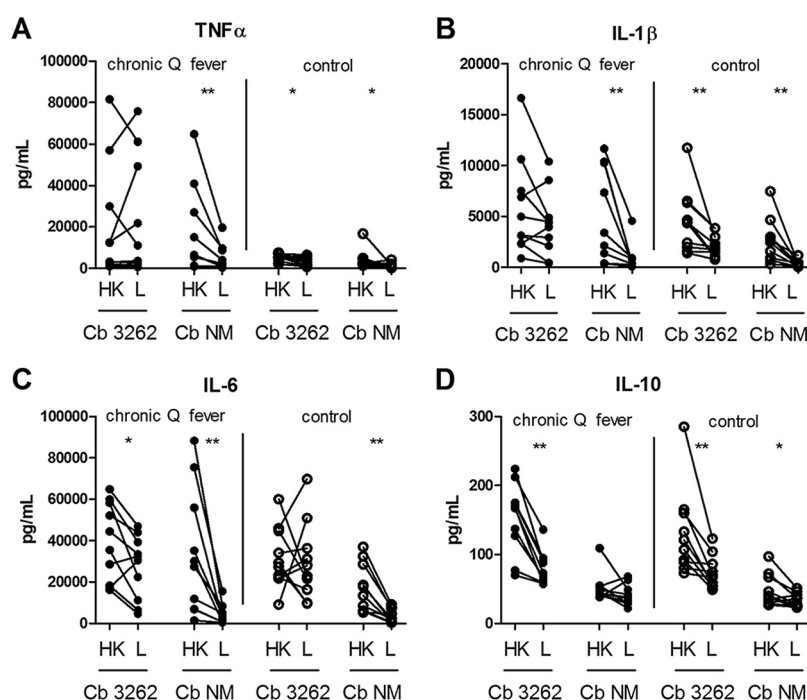 A
TNFα
chronic Q fever
control
**
*
*
pg/mL
100000
80000
60000
40000
20000
0
HK L HK L HK L HK L
Cb 3262 Cb NM Cb 3262 Cb NM
B
IL-1β
chronic Q fever
control
**
**
**
pg/mL
20000
15000
10000
5000
0
HK L HK L HK L HK L
Cb 3262 Cb NM Cb 3262 Cb NM
C
IL-6
chronic Q fever
control
*
**
**
pg/mL
100000
80000
60000
40000
20000
0
HK L HK L HK L HK L
Cb 3262 Cb NM Cb 3262 Cb NM
D
IL-10
chronic Q fever
control
**
**
*
pg/mL
300
200
100
0
HK L HK L HK L HK L
Cb 3262 Cb NM Cb 3262 Cb NM